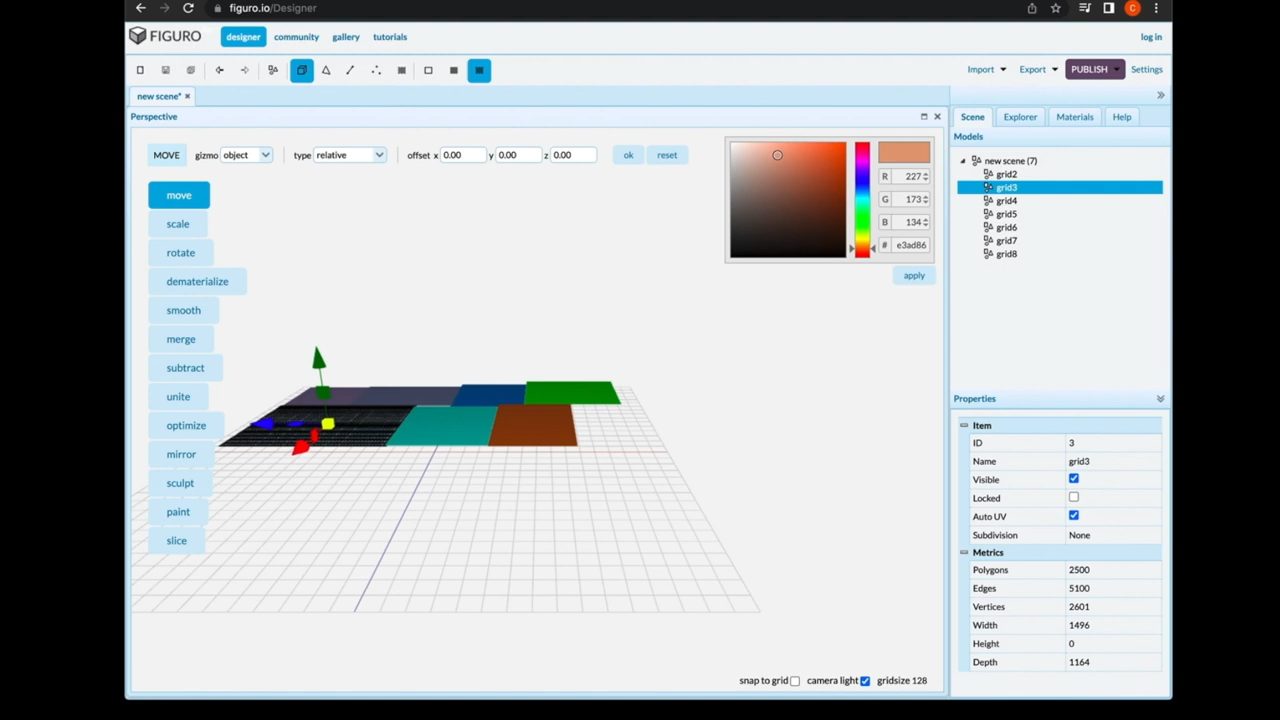 figuro.io/Designer
C
FIGURO designer community gallery tutorials log in
Import Export PUBLISH Settings
new scene*
Perspective
Scene Explorer Materials Help
Models
MOVE gizmo object type relative offset x 0.00 y 0.00 z 0.00 ok reset
new scene (7)
grid2
grid3
grid4
grid5
grid6
grid7
grid8
R 227
G 173
B 134
# e3ad86
apply
move
scale
rotate
dematerialize
smooth
merge
subtract
unite
optimize
mirror
sculpt
paint
slice
Properties
Item
ID 3
Name grid3
Visible
Locked
Auto UV
Subdivision None
Metrics
Polygons 2500
Edges 5100
Vertices 2601
Width 1496
Height 0
Depth 1164
snap to grid camera light gridsize 128